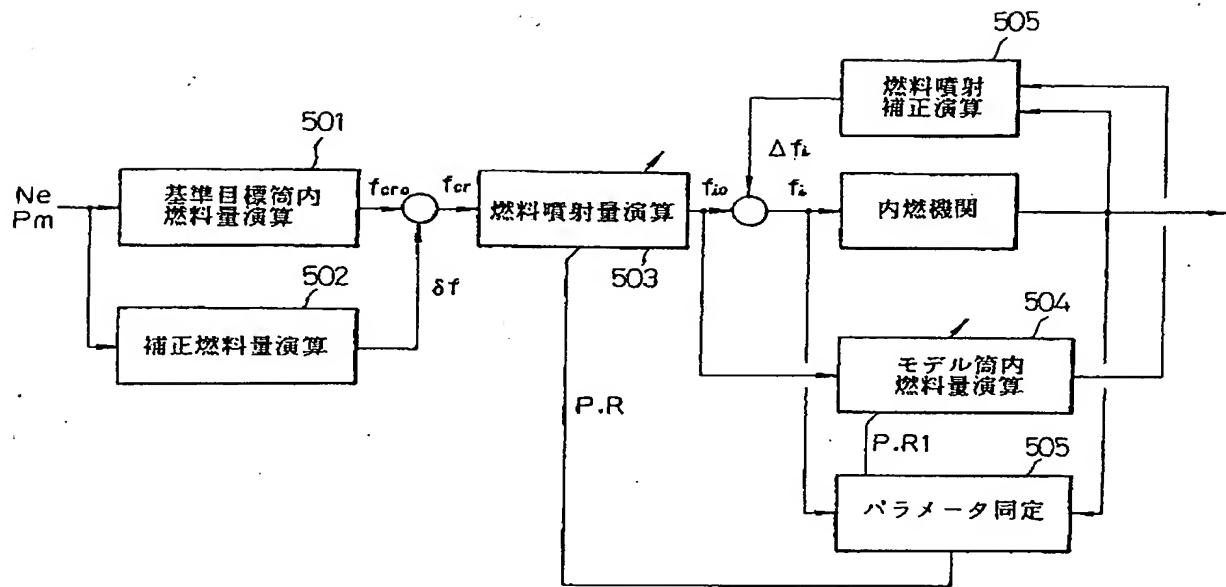 505
燃料噴射
補正演算
501
Ne
Pm
基準目標筒内
燃料量演算
fcro
fcr
燃料噴射量演算
503
fio
Δfi
fi
内燃機関
502
補正燃料量演算
δf
504
モデル筒内
燃料量演算
P.R
P.R1
505
パラメータ同定